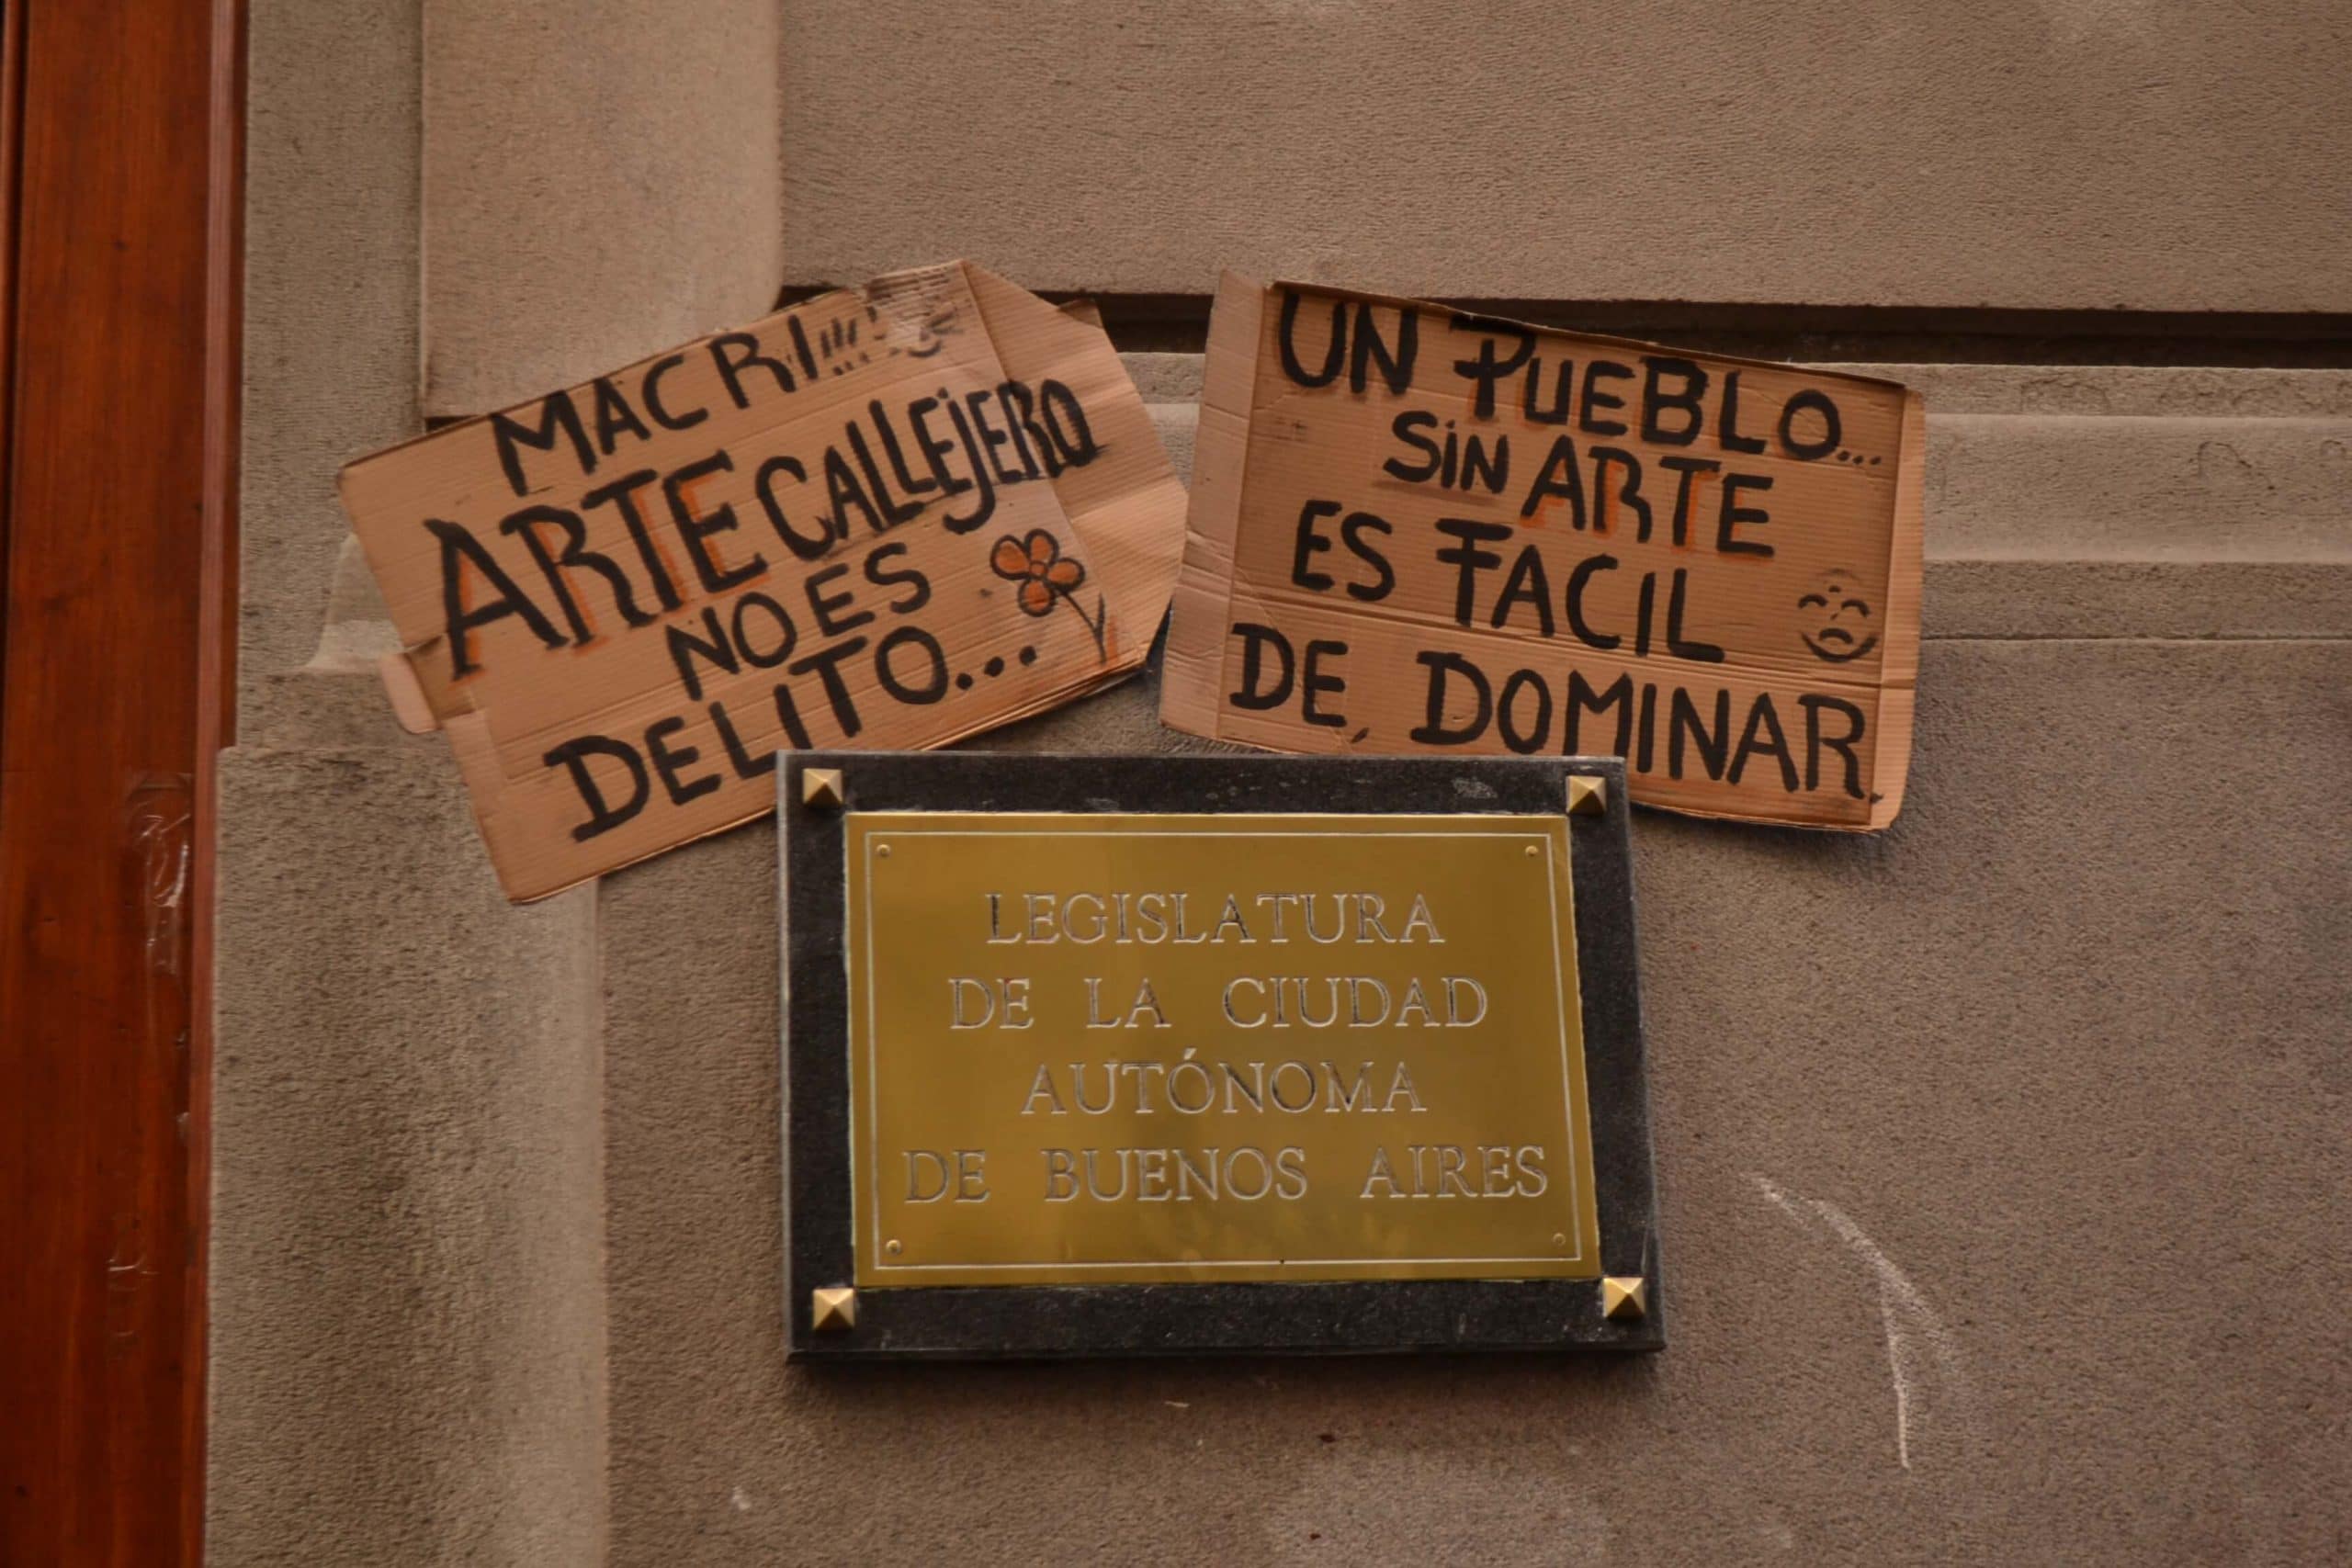 MACRI!!!
ARTE CALLEJERO
NO ES
DELITO...
UN PUEBLO...
SIN ARTE
ES FACIL
DE, DOMINAR.
LEGISLATURA
DE LA CIUDAD
AUTÓNOMA
DE BUENOS AIRES